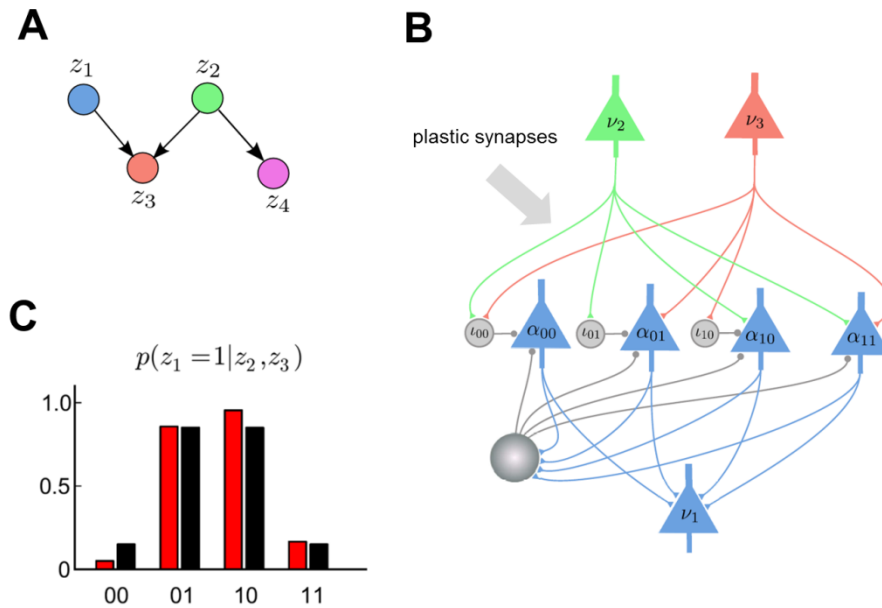 A
z₁ z₂
z₃ z₄
B
ν₂ ν₃
plastic synapses
ι₀₀ α₀₀ ι₀₁ α₀₁ ι₁₀ α₁₀ α₁₁
ν₁
C
p(z₁ =1|z₂,z₃)
1.0
0.5
0
00 01 10 11